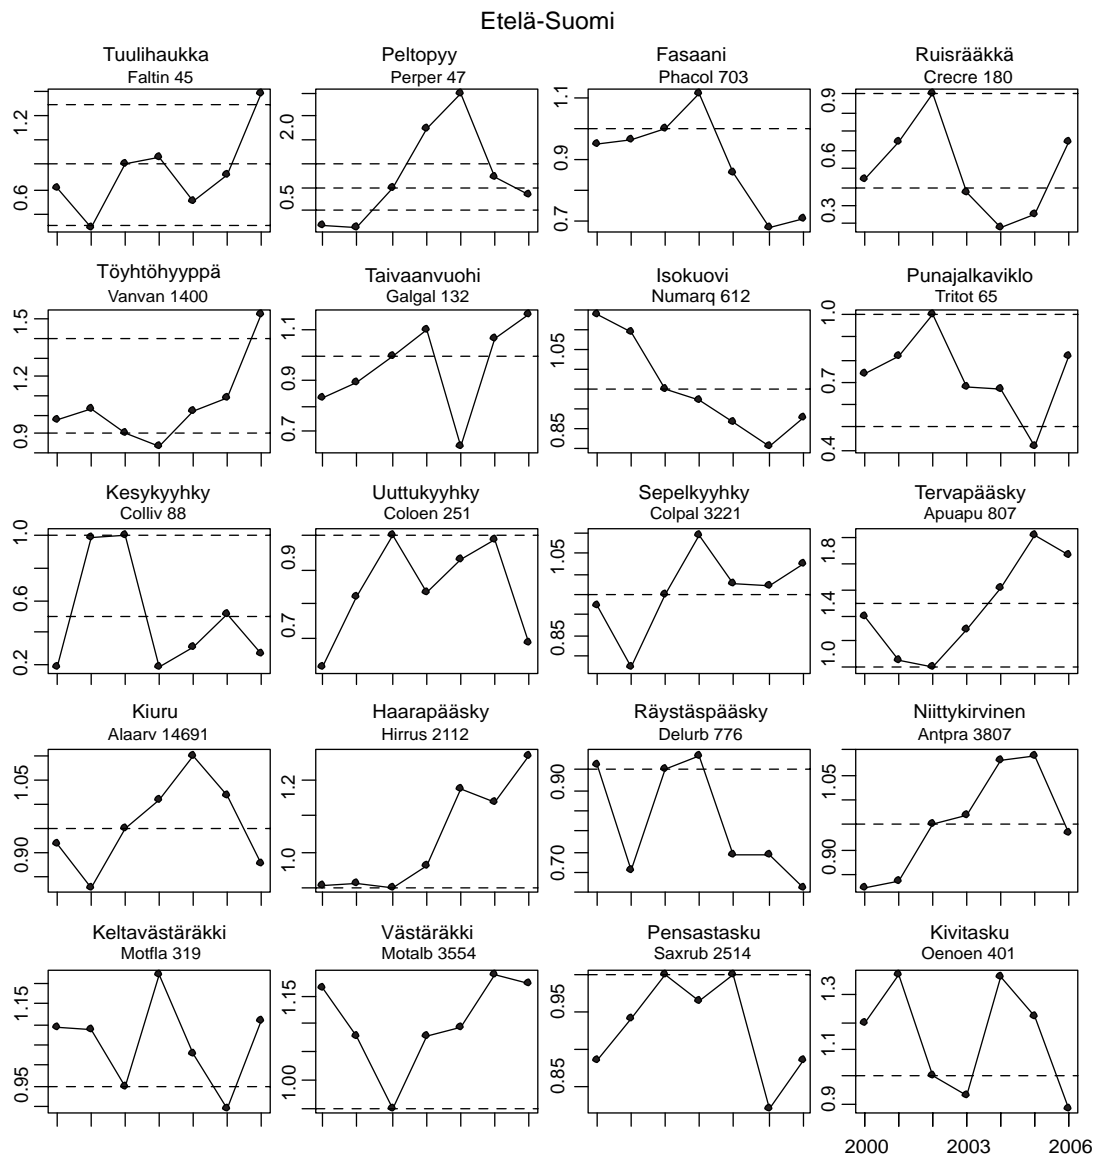 Etelä-Suomi
Tuulihaukka
Faltin 45
0.6 1.2
Peltopyy
Perper 47
0.5 2.0
Fasaani
Phacol 703
0.7 0.9 1.1
Ruisrääkkä
Crecre 180
0.3 0.6 0.9
Töyhtöhyyppä
Vanvan 1400
0.9 1.2 1.5
Taivaanvuohi
Galgal 132
0.7 0.9 1.1
Isokuovi
Numarq 612
0.85 1.05
Punajalkaviklo
Tritot 65
0.4 0.7 1.0
Kesykyyhky
Colliv 88
0.2 0.6 1.0
Uuttukyyhky
Coloen 251
0.7 0.9
Sepelkyyhky
Colpal 3221
0.85 1.05
Tervapääsky
Apuapu 807
1.0 1.4 1.8
Kiuru
Alaarv 14691
0.90 1.05
Haarapääsky
Hirrus 2112
1.0 1.2
Räystäspääsky
Delurb 776
0.70 0.90
Niittykirvinen
Antpra 3807
0.90 1.05
Keltavästäräkki
Motfla 319
0.95 1.15
Västäräkki
Motalb 3554
1.00 1.15
Pensastasku
Saxrub 2514
0.85 0.95
Kivitasku
Oenoen 401
0.9 1.1 1.3
2000 2003 2006